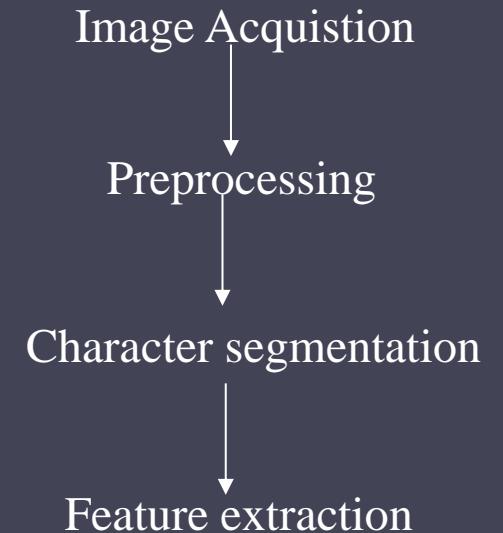 Image Acquistion
Preprocessing
Character segmentation
Feature extraction